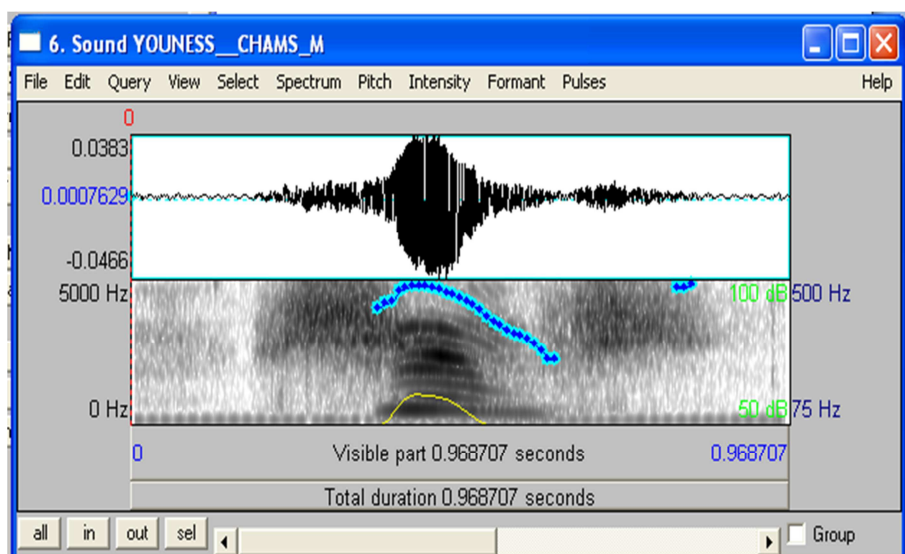 6. Sound YOUNESS__CHAMS_M
File Edit Query View Select Spectrum Pitch Intensity Formant Pulses Help
0
0.0383
0.0007629
-0.0466
5000 Hz 100 dB 500 Hz
0 Hz 50 dB 75 Hz
0 Visible part 0.968707 seconds 0.968707
Total duration 0.968707 seconds
all in out sel Group